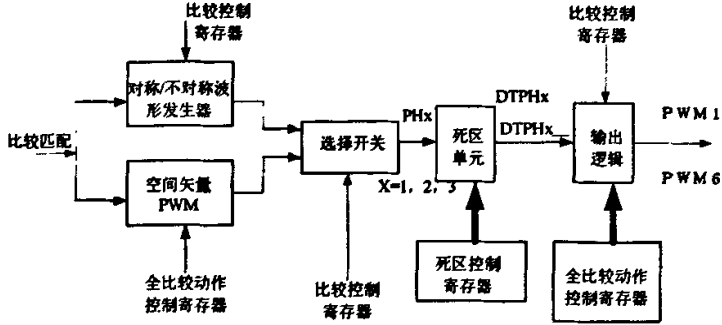 比较控制
寄存器
对称/不对称波
形发生器
比较匹配
空间矢量
PWM
全比较动作
控制寄存器
选择开关
比较控制
寄存器
PHx
X=1, 2, 3
死区
单元
死区控制
寄存器
DTPHx
DTPHx_
比较控制
寄存器
输出
逻辑
全比较动作
控制寄存器
PWM 1
PWM 6